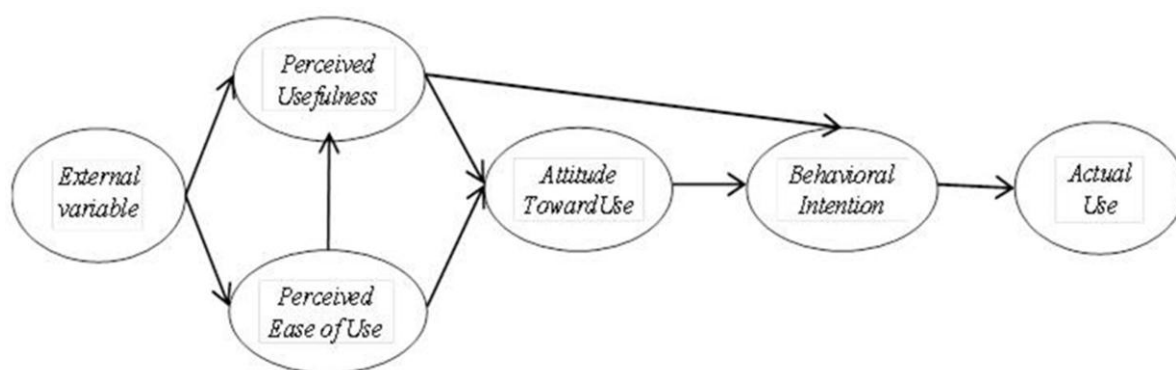 Perceived
Usefulness
External
variable
Attitude
Toward Use
Behavioral
Intention
Actual
Use
Perceived
Ease of Use